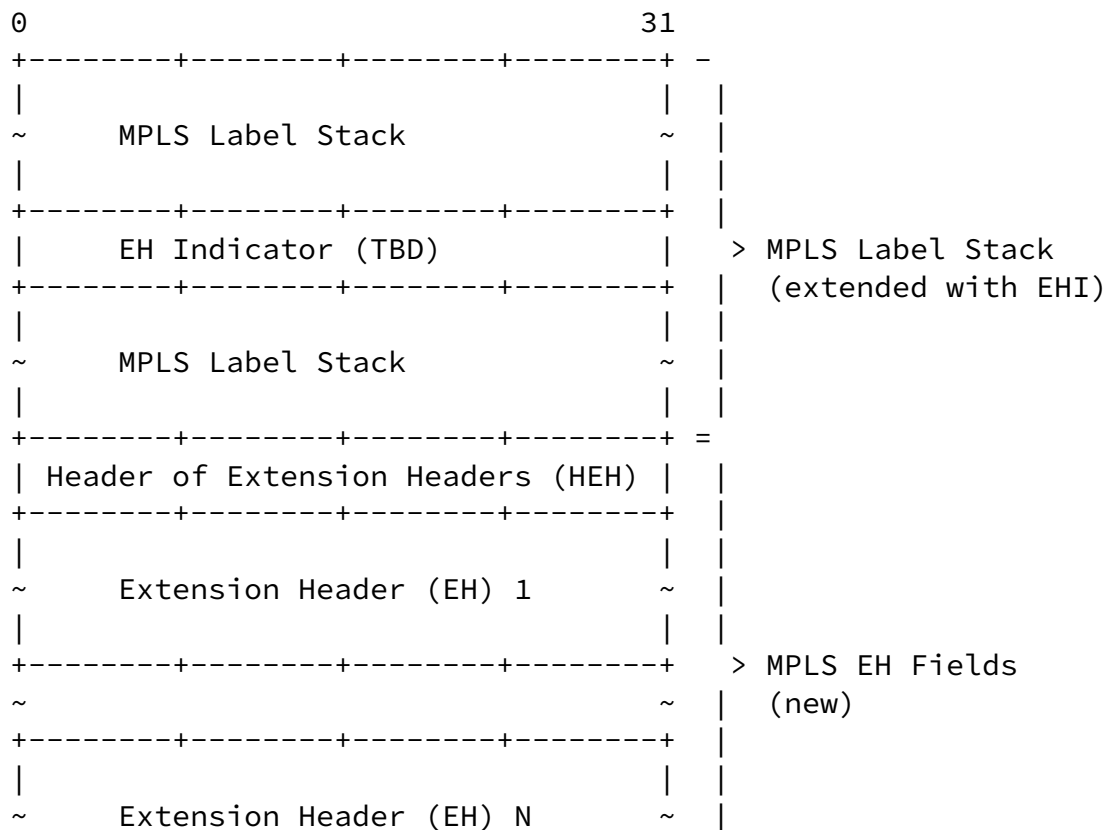 0                              31
+--------+--------+--------+--------+ -
|                                   |  |
~     MPLS Label Stack              ~  |
|                                   |  |
+--------+--------+--------+--------+  |
|     EH Indicator (TBD)            |   > MPLS Label Stack
+--------+--------+--------+--------+  |  (extended with EHI)
|                                   |  |
~     MPLS Label Stack              ~  |
|                                   |  |
+--------+--------+--------+--------+ =
| Header of Extension Headers (HEH) |  |
+--------+--------+--------+--------+  |
|                                   |  |
~     Extension Header (EH) 1       ~  |
|                                   |  |
+--------+--------+--------+--------+   > MPLS EH Fields
~                                   ~  |  (new)
+--------+--------+--------+--------+  |
|                                   |  |
~     Extension Header (EH) N       ~  |